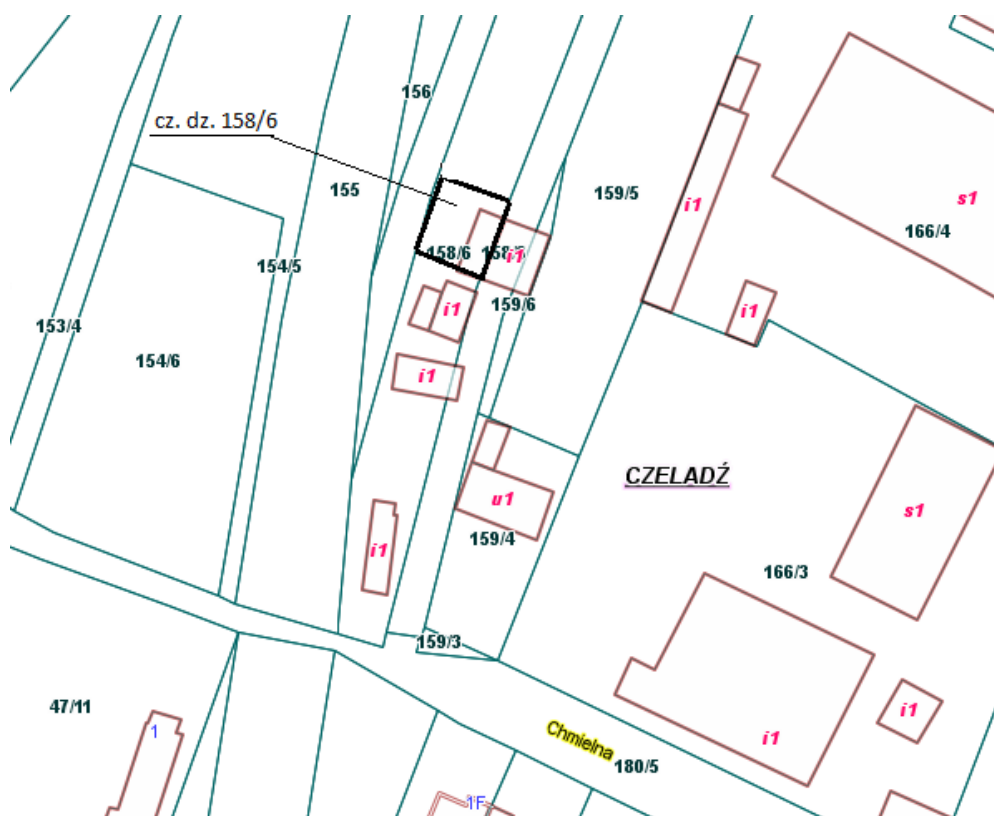 156
cz. dz. 158/6
155
159/5
i1
s1
166/4
158/6
i1
154/5
159/6
i1
i1
153/4
154/6
i1
CZELADŹ
u1
s1
159/4
i1
166/3
159/3
47/11
i1
1
i1
Chmielna
180/5
1F